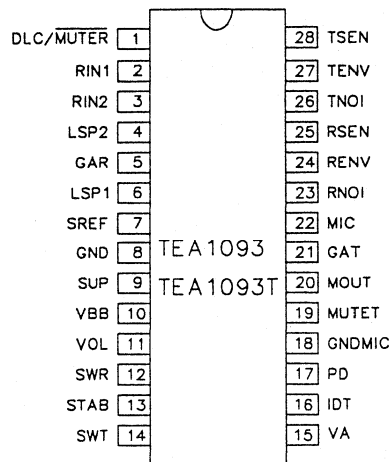 DLC/MUTER 1 28 TSEN
RIN1 2 27 TENV
RIN2 3 26 TNOI
LSP2 4 25 RSEN
GAR 5 24 RENV
LSP1 6 23 RNOI
SREF 7 22 MIC
GND 8 TEA1093 21 GAT
SUP 9 TEA1093T 20 MOUT
VBB 10 19 MUTET
VOL 11 18 GNDMIC
SWR 12 17 PD
STAB 13 16 IDT
SWT 14 15 VA